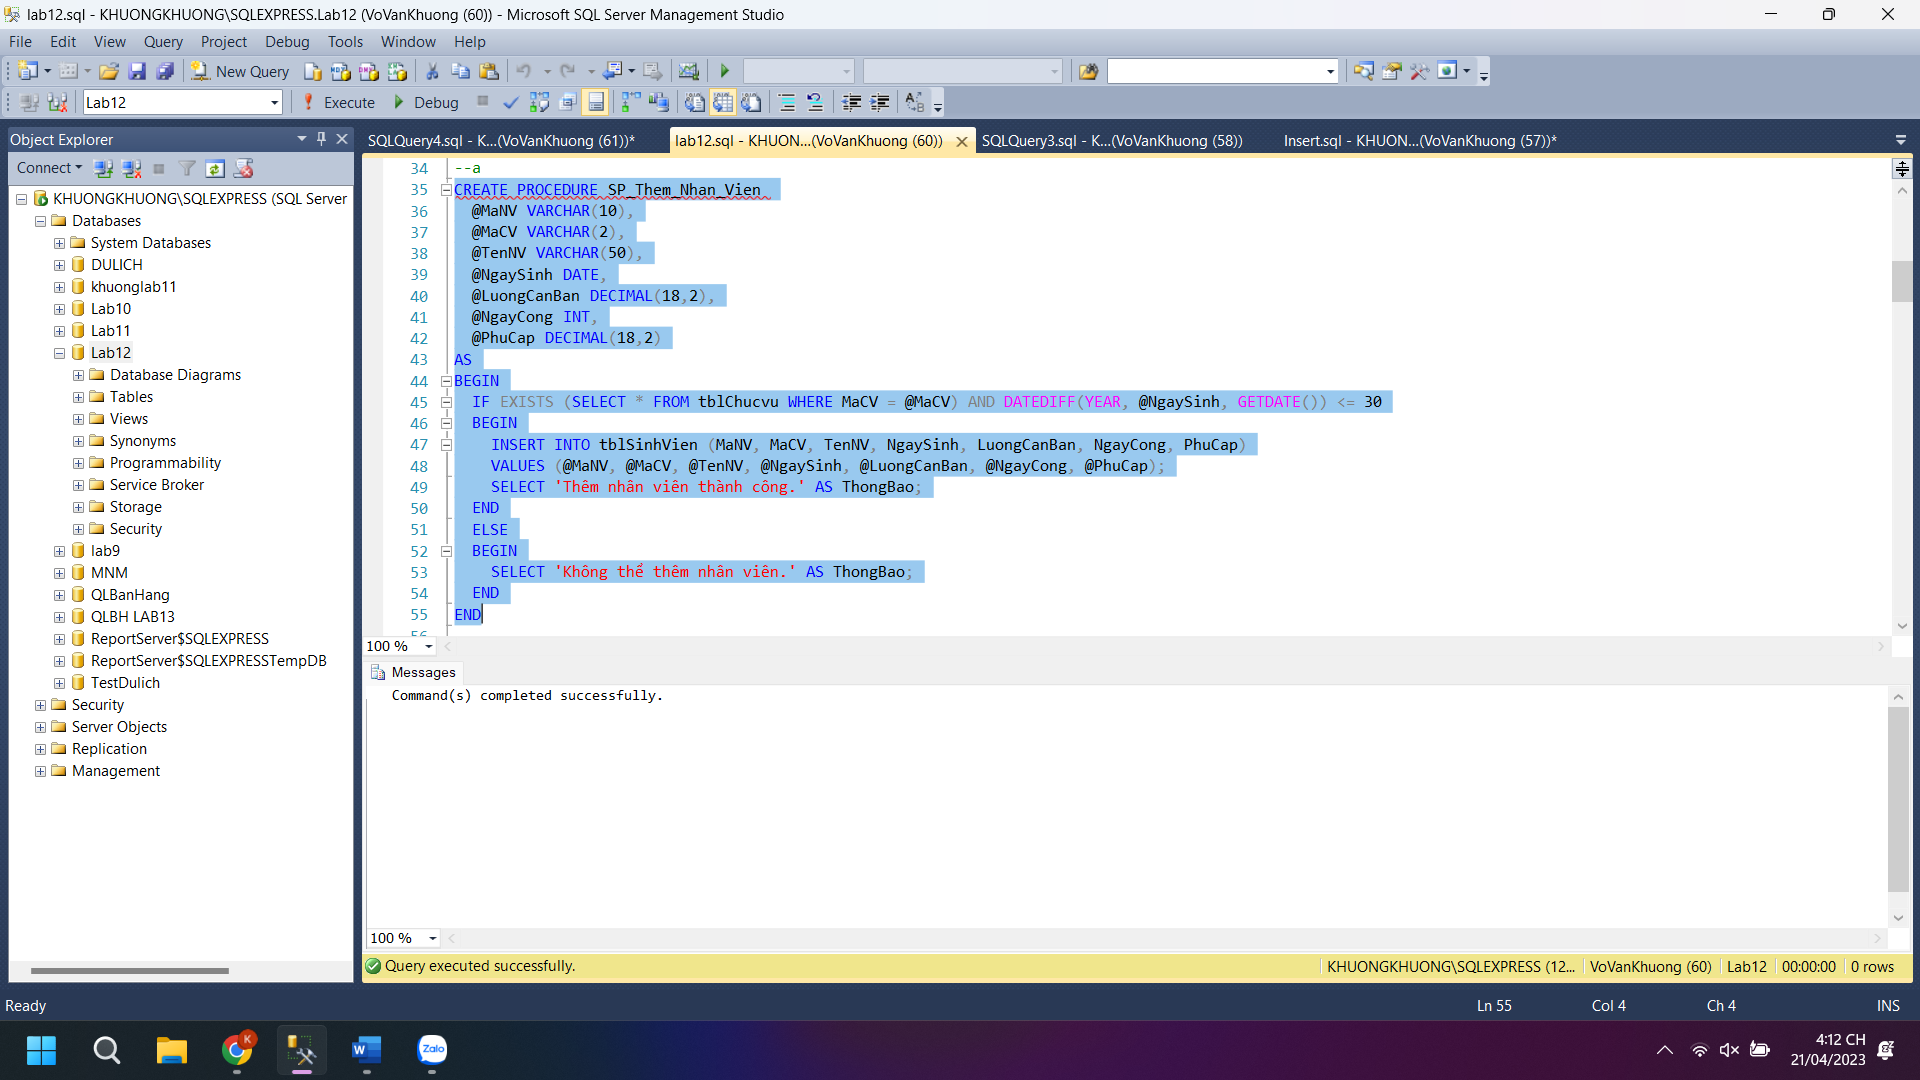 lab12.sql - KHUONGKHUONG\SQLEXPRESS.Lab12 (VoVanKhuong (60)) - Microsoft SQL Server Management Studio
File Edit View Query Project Debug Tools Window Help
New Query
Lab12 Execute Debug
Object Explorer
Connect
KHUONGKHUONG\SQLEXPRESS (SQL Server
Databases
System Databases
DULICH
khuonglab11
Lab10
Lab11
Lab12
Database Diagrams
Tables
Views
Synonyms
Programmability
Service Broker
Storage
Security
lab9
MNM
QLBanHang
QLBH LAB13
ReportServer$SQLEXPRESS
ReportServer$SQLEXPRESSTempDB
TestDulich
Security
Server Objects
Replication
Management
SQLQuery4.sql - K...(VoVanKhuong (61))* lab12.sql - KHUON...(VoVanKhuong (60)) SQLQuery3.sql - K...(VoVanKhuong (58)) Insert.sql - KHUON...(VoVanKhuong (57))*
34 --a
35 CREATE PROCEDURE SP_Them_Nhan_Vien
36 @MaNV VARCHAR(10),
37 @MaCV VARCHAR(2),
38 @TenNV VARCHAR(50),
39 @NgaySinh DATE,
40 @LuongCanBan DECIMAL(18,2),
41 @NgayCong INT,
42 @PhuCap DECIMAL(18,2)
43 AS
44 BEGIN
45 IF EXISTS (SELECT * FROM tblChucvu WHERE MaCV = @MaCV) AND DATEDIFF(YEAR, @NgaySinh, GETDATE()) <= 30
46 BEGIN
47 INSERT INTO tblSinhVien (MaNV, MaCV, TenNV, NgaySinh, LuongCanBan, NgayCong, PhuCap)
48 VALUES (@MaNV, @MaCV, @TenNV, @NgaySinh, @LuongCanBan, @NgayCong, @PhuCap);
49 SELECT 'Thêm nhân viên thành công.' AS ThongBao;
50 END
51 ELSE
52 BEGIN
53 SELECT 'Không thể thêm nhân viên.' AS ThongBao;
54 END
55 END
56
100 %
Messages
Command(s) completed successfully.
100 %
Query executed successfully. KHUONGKHUONG\SQLEXPRESS (12... VoVanKhuong (60) Lab12 00:00:00 0 rows
Ready Ln 55 Col 4 Ch 4 INS
K
Zalo
4:12 CH
21/04/2023